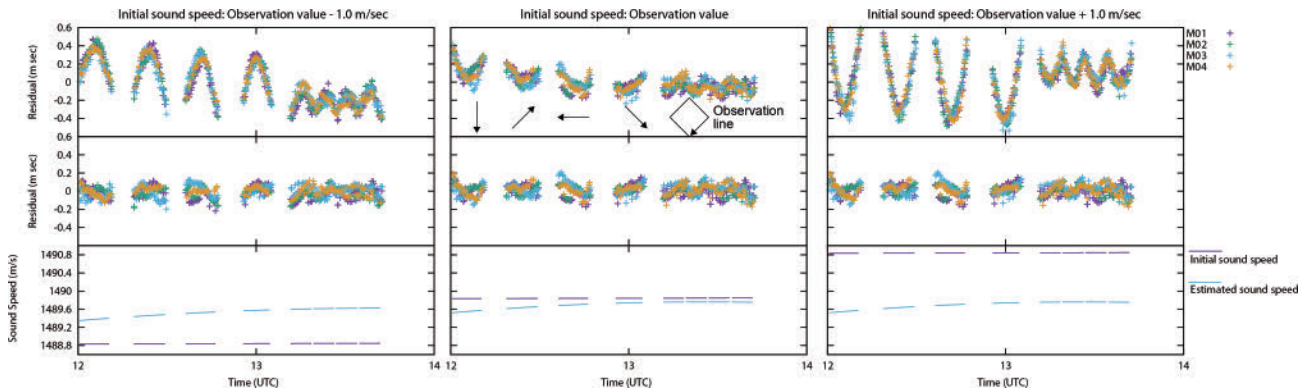 Initial sound speed: Observation value - 1.0 m/sec
Initial sound speed: Observation value
Initial sound speed: Observation value + 1.0 m/sec
Residual (m sec)
0.6
0.4
0.2
0
-0.2
-0.4
M01
M02
M03
M04
Observation
line
Residual (m sec)
0.6
0.4
0.2
0
-0.2
-0.4
Sound Speed (m/s)
1490.8
1490.4
1490
1489.6
1489.2
1488.8
Initial sound speed
Estimated sound speed
12
13
14
12
13
14
12
13
14
Time (UTC)
Time (UTC)
Time (UTC)